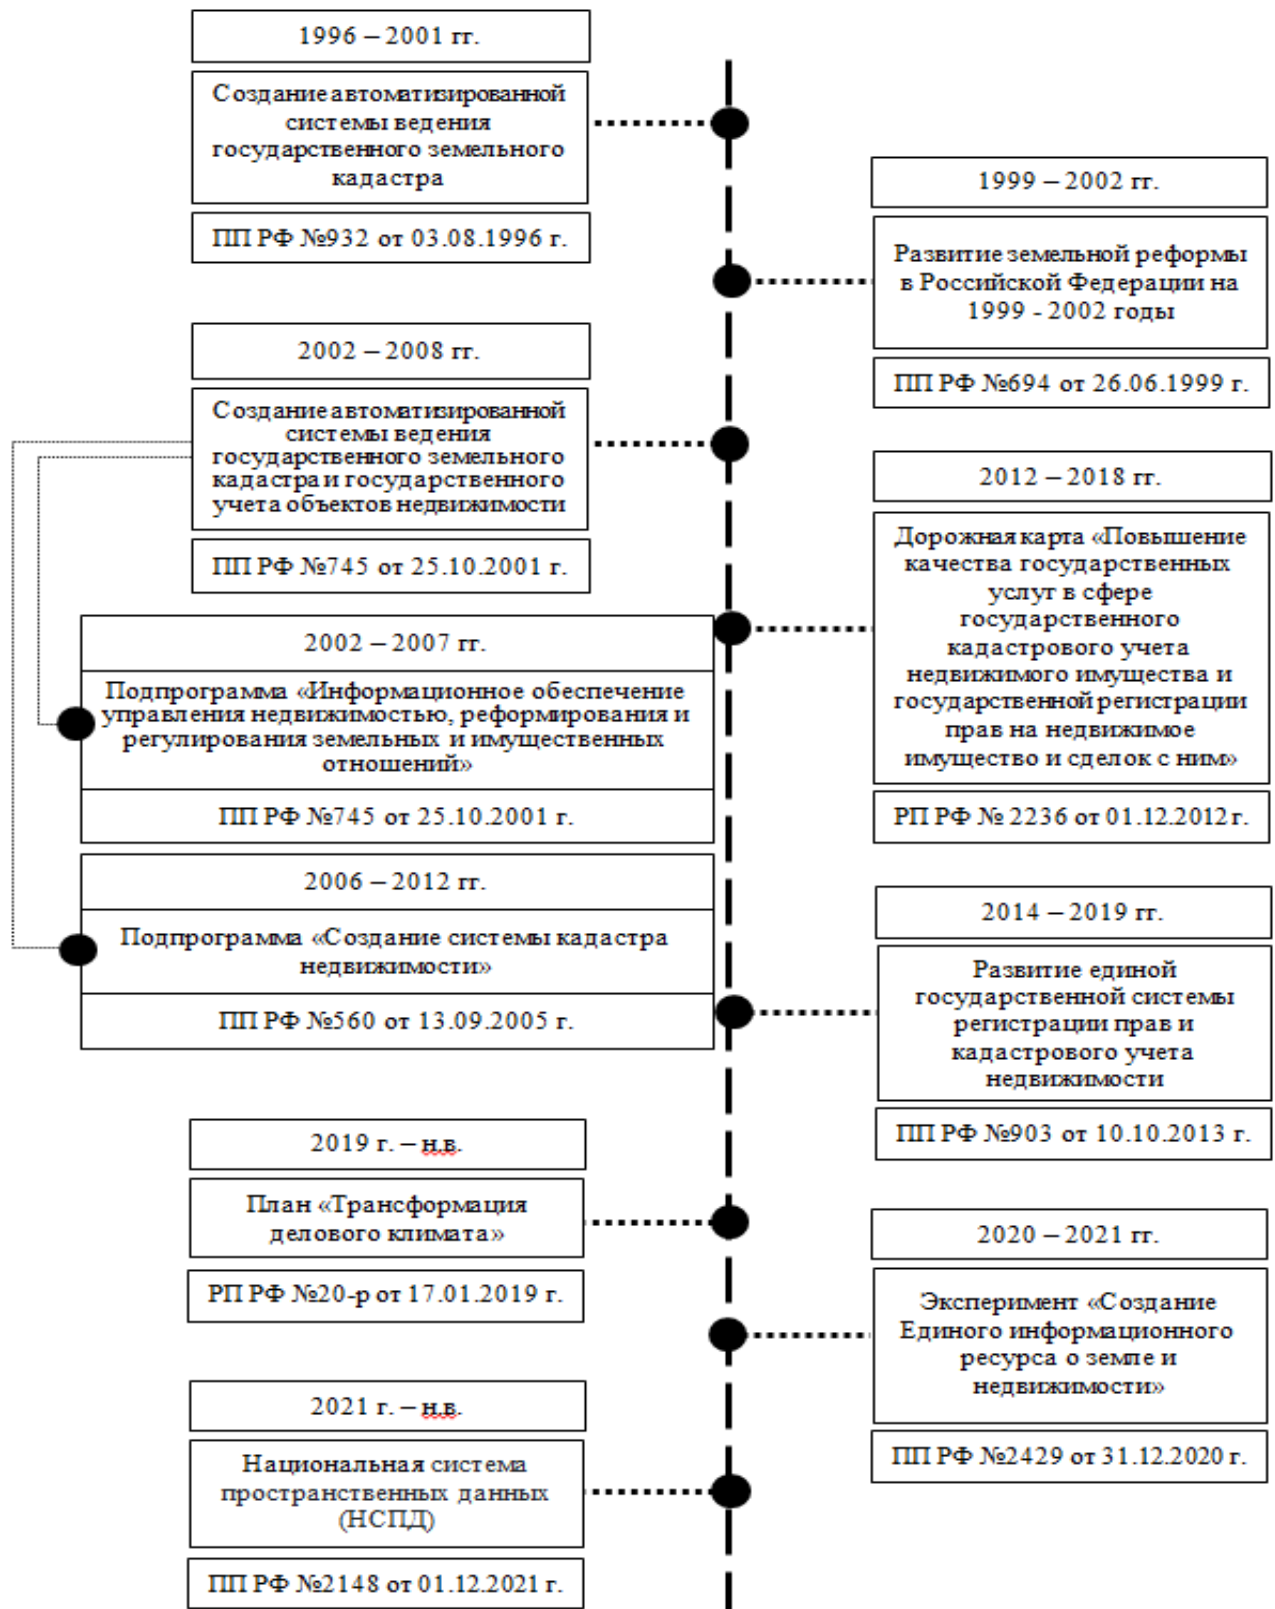 1996 – 2001 гг.
Создание автоматизированной
системы ведения
государственного земельного
кадастра
ПП РФ №932 от 03.08.1996 г.
1999 – 2002 гг.
Развитие земельной реформы
в Российской Федерации на
1999 - 2002 годы
ПП РФ №694 от 26.06.1999 г.
2002 – 2008 гг.
Создание автоматизированной
системы ведения
государственного земельного
кадастра и государственного
учета объектов недвижимости
ПП РФ №745 от 25.10.2001 г.
2002 – 2007 гг.
Подпрограмма «Информационное обеспечение
управления недвижимостью, реформирования и
регулирования земельных и имущественных
отношений»
ПП РФ №745 от 25.10.2001 г.
2006 – 2012 гг.
Подпрограмма «Создание системы кадастра
недвижимости»
ПП РФ №560 от 13.09.2005 г.
2012 – 2018 гг.
Дорожная карта «Повышение
качества государственных
услуг в сфере
государственного
кадастрового учета
недвижимого имущества и
государственной регистрации
прав на недвижимое
имущество и сделок с ним»
РП РФ № 2236 от 01.12.2012 г.
2014 – 2019 гг.
Развитие единой
государственной системы
регистрации прав и
кадастрового учета
недвижимости
ПП РФ №903 от 10.10.2013 г.
2019 г. – н.в.
План «Трансформация
делового климата»
РП РФ №20-р от 17.01.2019 г.
2020 – 2021 гг.
Эксперимент «Создание
Единого информационного
ресурса о земле и
недвижимости»
ПП РФ №2429 от 31.12.2020 г.
2021 г. – н.в.
Национальная система
пространственных данных
(НСПД)
ПП РФ №2148 от 01.12.2021 г.